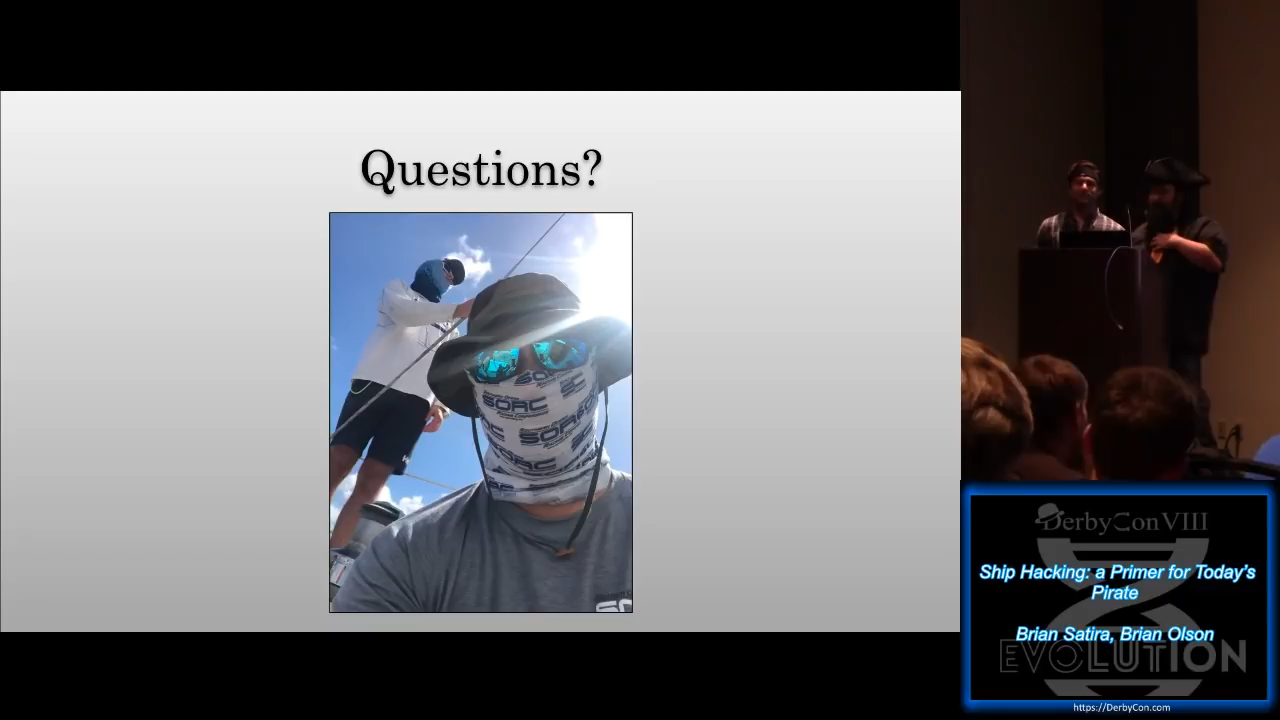 Questions?
SORC
SORC
DerbyCon VIII
Ship Hacking: a Primer for Today's
Pirate
Brian Satira, Brian Olson
EVOLUTION
https://DerbyCon.com